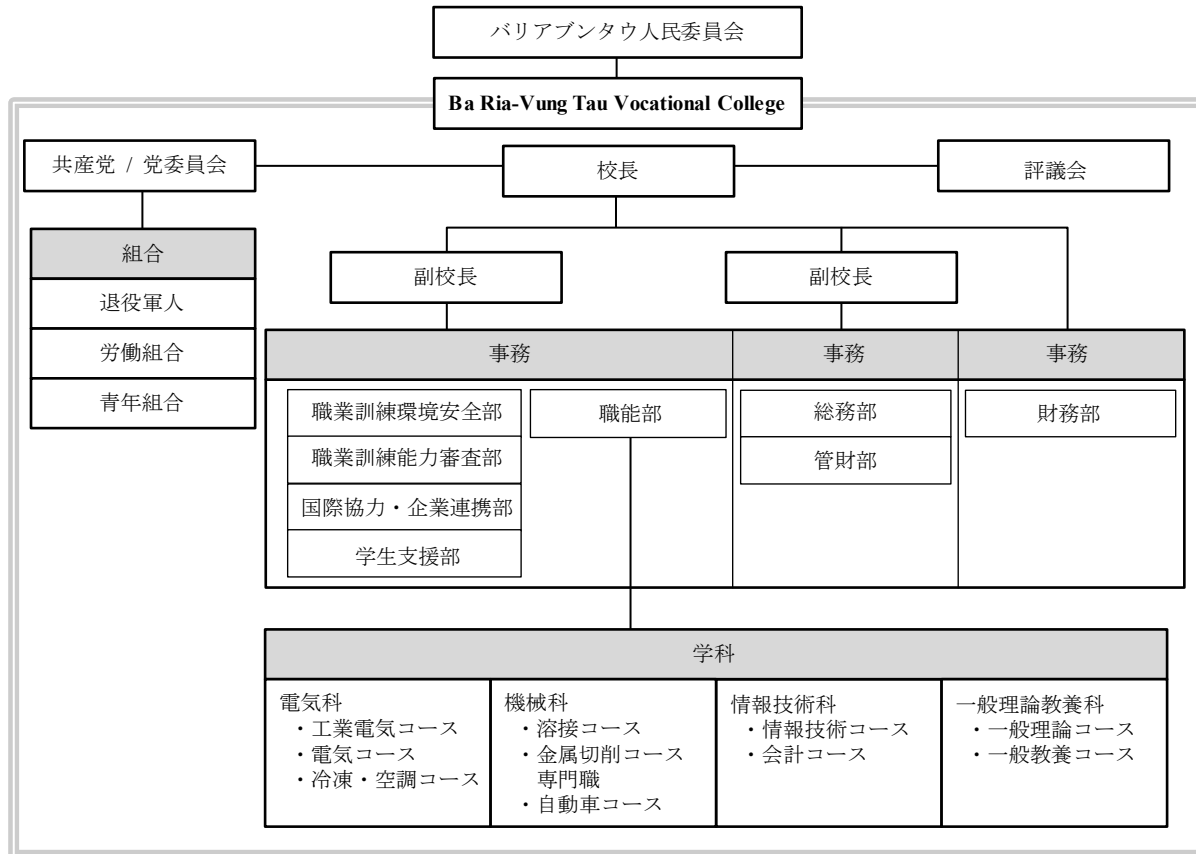 バリアブンタウ人民委員会
Ba Ria-Vung Tau Vocational College
共産党 / 党委員会
校長
評議会
組合
退役軍人
労働組合
青年組合
副校長
副校長
事務
事務
事務
職業訓練環境安全部
職業訓練能力審査部
国際協力・企業連携部
学生支援部
職能部
総務部
管財部
財務部
学科
電気科
・工業電気コース
・電気コース
・冷凍・空調コース
機械科
・溶接コース
・金属切削コース
専門職
・自動車コース
情報技術科
・情報技術コース
・会計コース
一般理論教養科
・一般理論コース
・一般教養コース